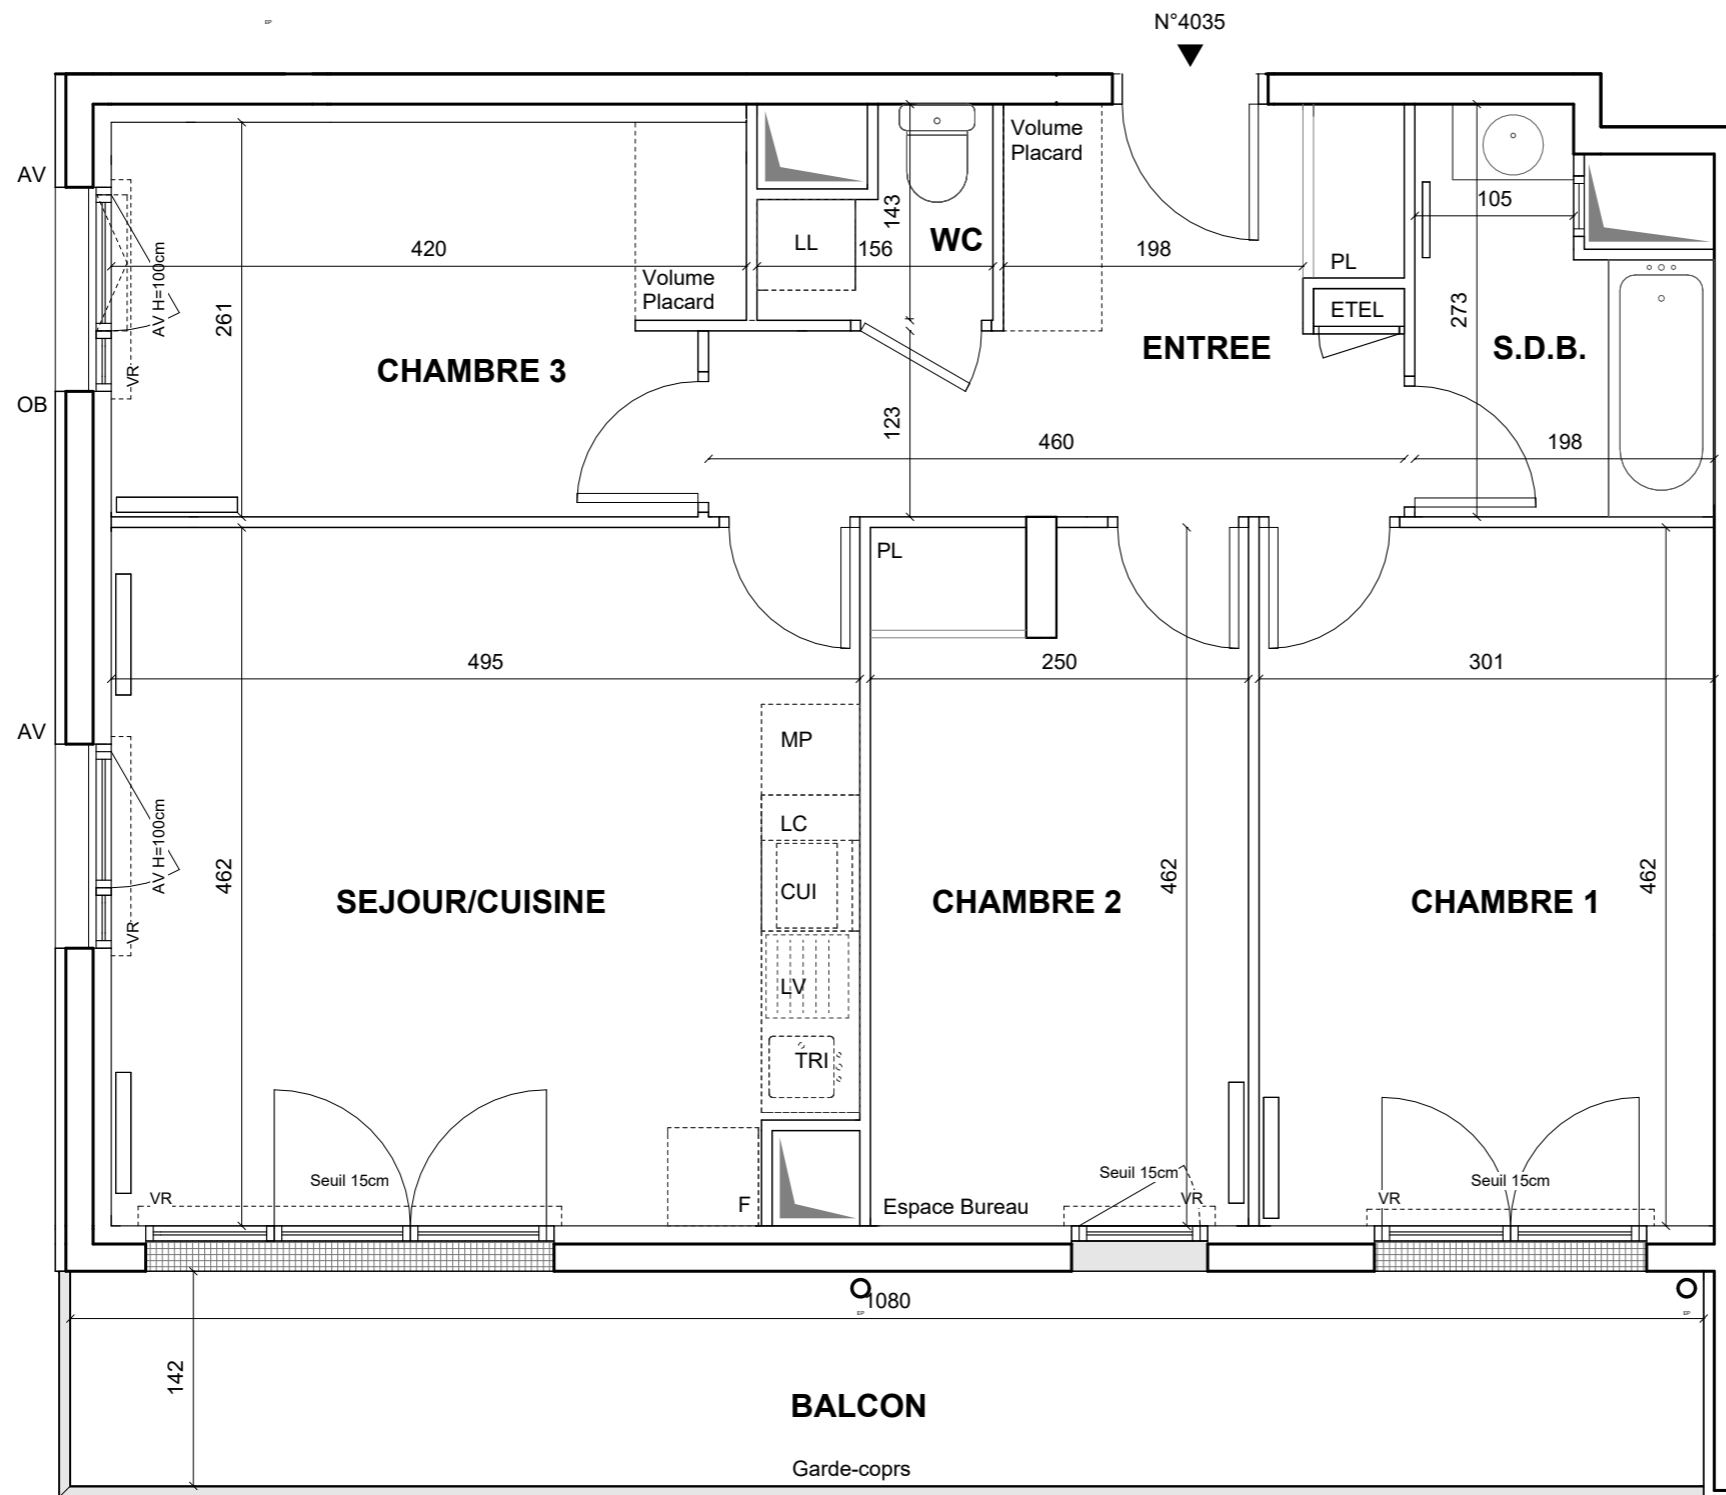 EP
N°4035
AV
Volume
Placard
143
105
LL
156
WC
198
PL
420
Volume
Placard
AV H=100cm
261
ETEL
273
ENTREE
S.D.B.
CHAMBRE 3
VR
OB
123
460
198
PL
495
250
301
AV
MP
LC
AV H=100cm
462
CUI
462
462
SEJOUR/CUISINE
CHAMBRE 2
CHAMBRE 1
VR
LV
TRI
Seuil 15cm
Seuil 15cm
Seuil 15cm
VR
F
Espace Bureau
VR
VR
1080
EP
EP
142
BALCON
Garde-coprs